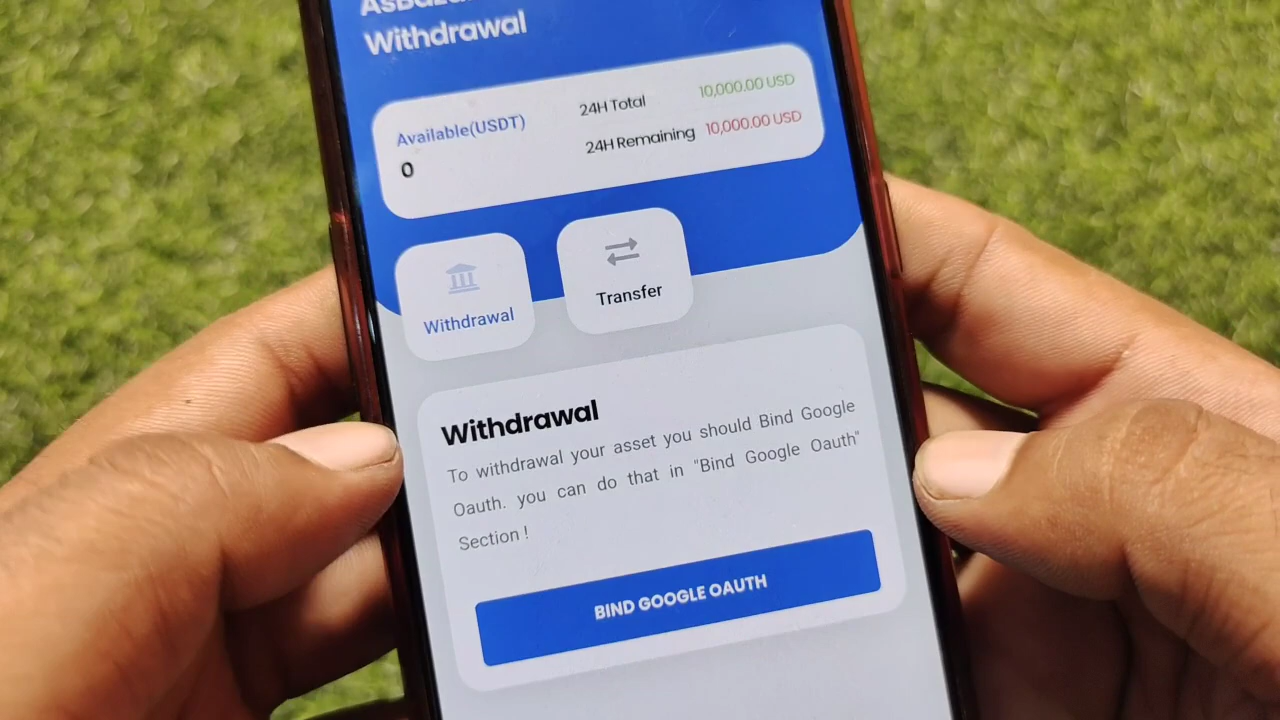 Withdrawal
Available(USDT)
0
24H Total 10,000.00 USD
24H Remaining 10,000.00 USD
Withdrawal
Transfer
Withdrawal
To withdrawal your asset you should Bind Google
Oauth. you can do that in "Bind Google Oauth"
Section !
BIND GOOGLE OAUTH